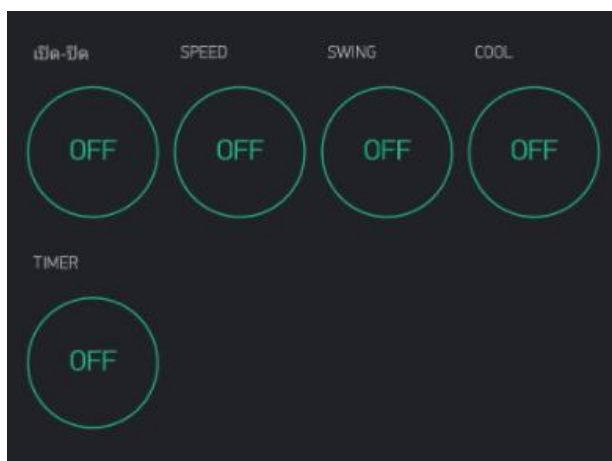 เปิด-ปิด SPEED SWING COOL
OFF OFF OFF OFF
TIMER
OFF